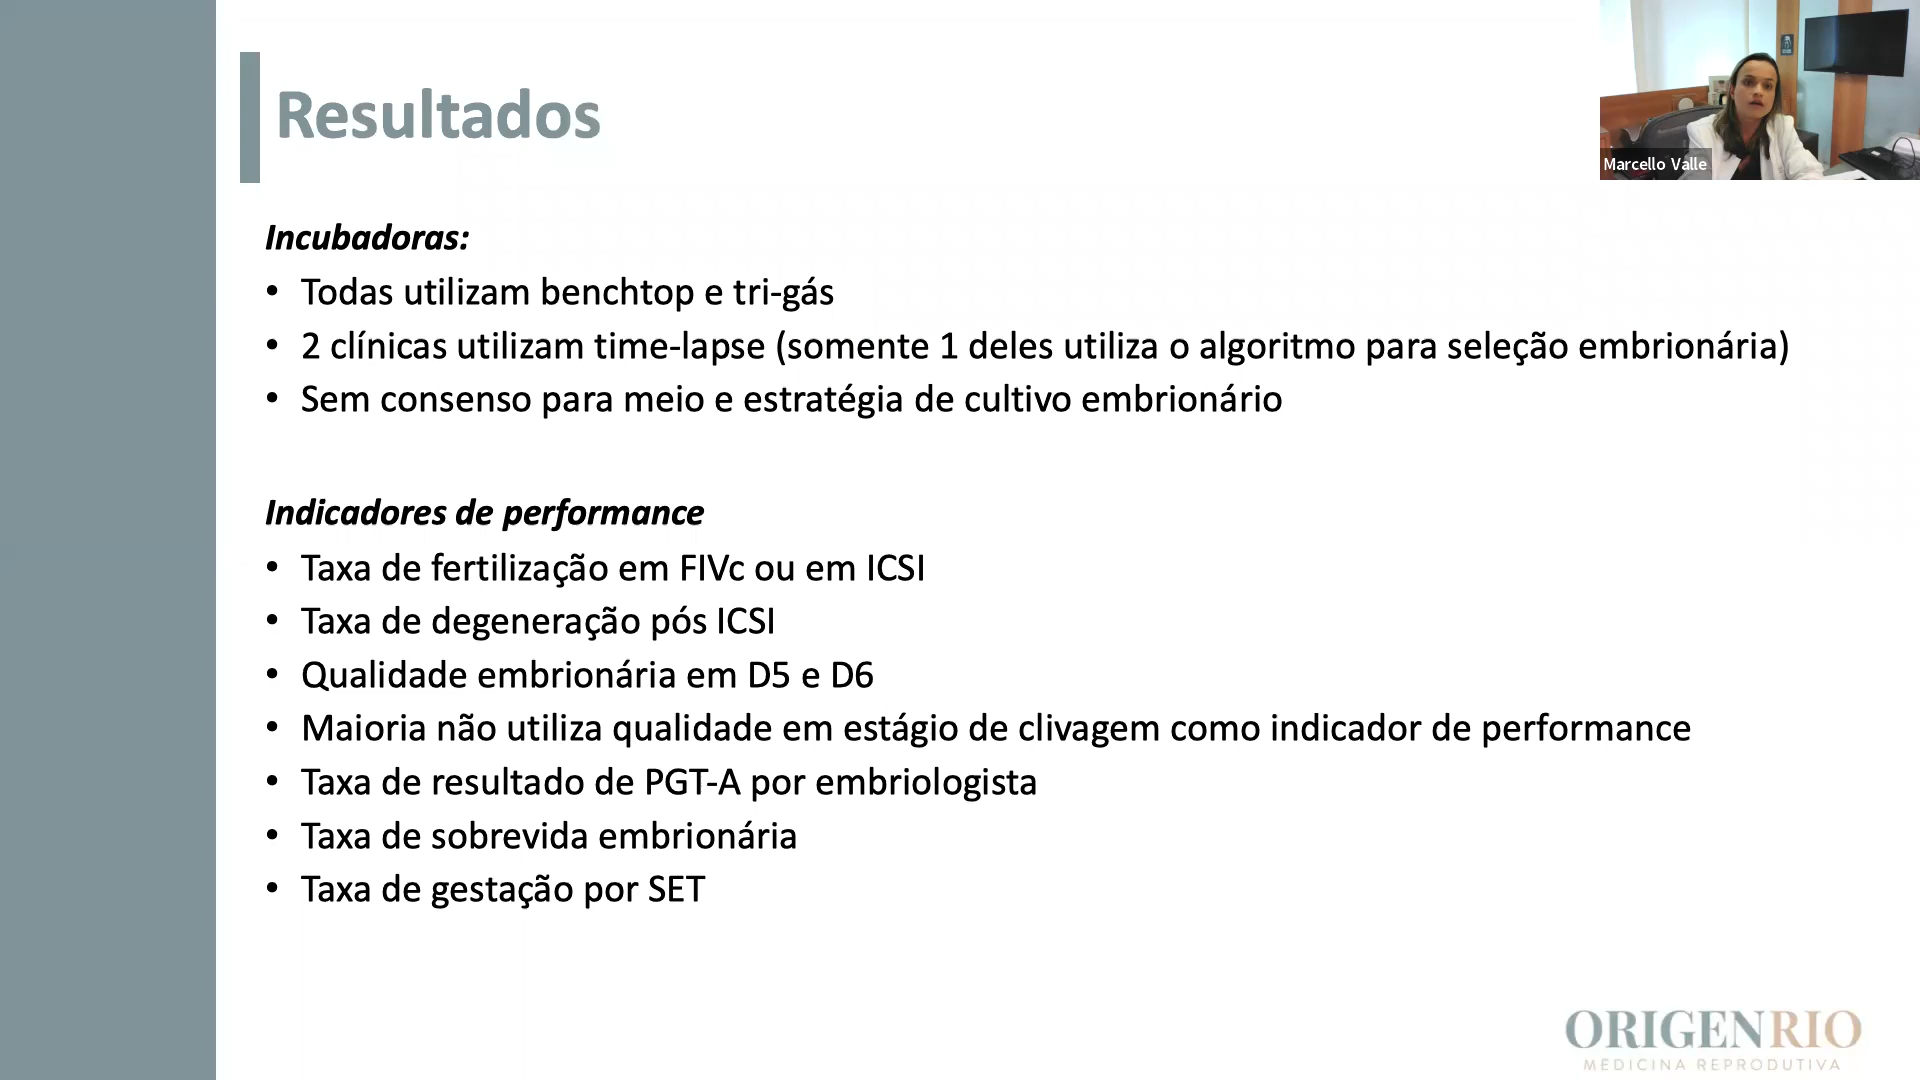 Resultados
Marcello Valle
Incubadoras:
• Todas utilizam benchtop e tri-gás
• 2 clínicas utilizam time-lapse (somente 1 deles utiliza o algoritmo para seleção embrionária)
• Sem consenso para meio e estratégia de cultivo embrionário
Indicadores de performance
• Taxa de fertilização em FIVc ou em ICSI
• Taxa de degeneração pós ICSI
• Qualidade embrionária em D5 e D6
• Maioria não utiliza qualidade em estágio de clivagem como indicador de performance
• Taxa de resultado de PGT-A por embriologista
• Taxa de sobrevida embrionária
• Taxa de gestação por SET
ORIGENRIO
MEDICINA REPRODUTIVA